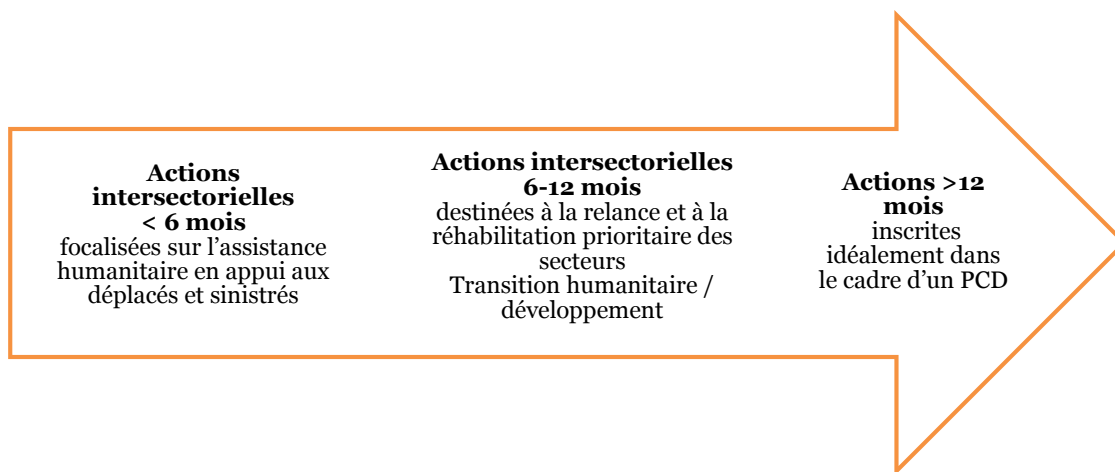 Actions
intersectorielles
< 6 mois
focalisées sur l’assistance
humanitaire en appui aux
déplacés et sinistrés
Actions intersectorielles
6-12 mois
destinées à la relance et à la
réhabilitation prioritaire des
secteurs
Transition humanitaire /
développement
Actions >12
mois
inscrites
idéalement dans
le cadre d’un PCD